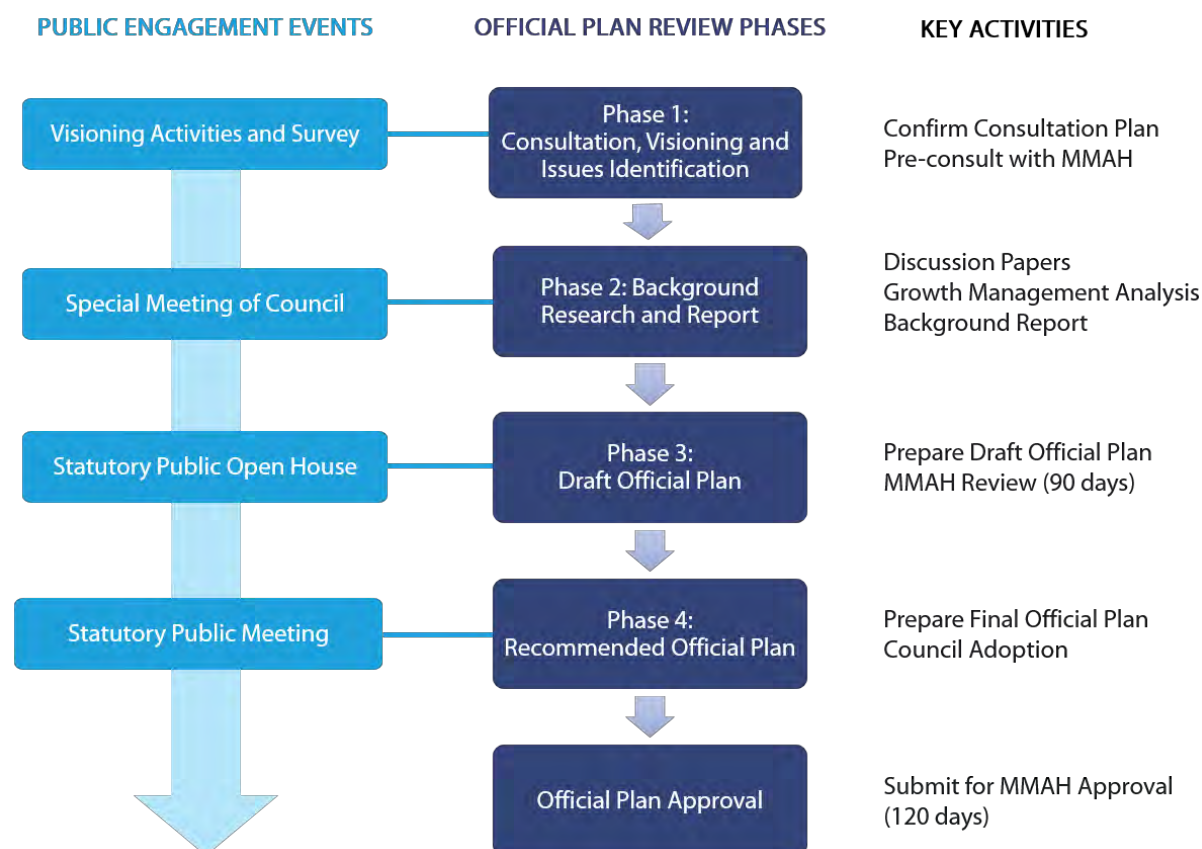 PUBLIC ENGAGEMENT EVENTS
OFFICIAL PLAN REVIEW PHASES
KEY ACTIVITIES
Visioning Activities and Survey
Phase 1:
Consultation, Visioning and
Issues Identification
Confirm Consultation Plan
Pre-consult with MMAH
Special Meeting of Council
Phase 2: Background
Research and Report
Discussion Papers
Growth Management Analysis
Background Report
Statutory Public Open House
Phase 3:
Draft Official Plan
Prepare Draft Official Plan
MMAH Review (90 days)
Statutory Public Meeting
Phase 4:
Recommended Official Plan
Prepare Final Official Plan
Council Adoption
Official Plan Approval
Submit for MMAH Approval
(120 days)